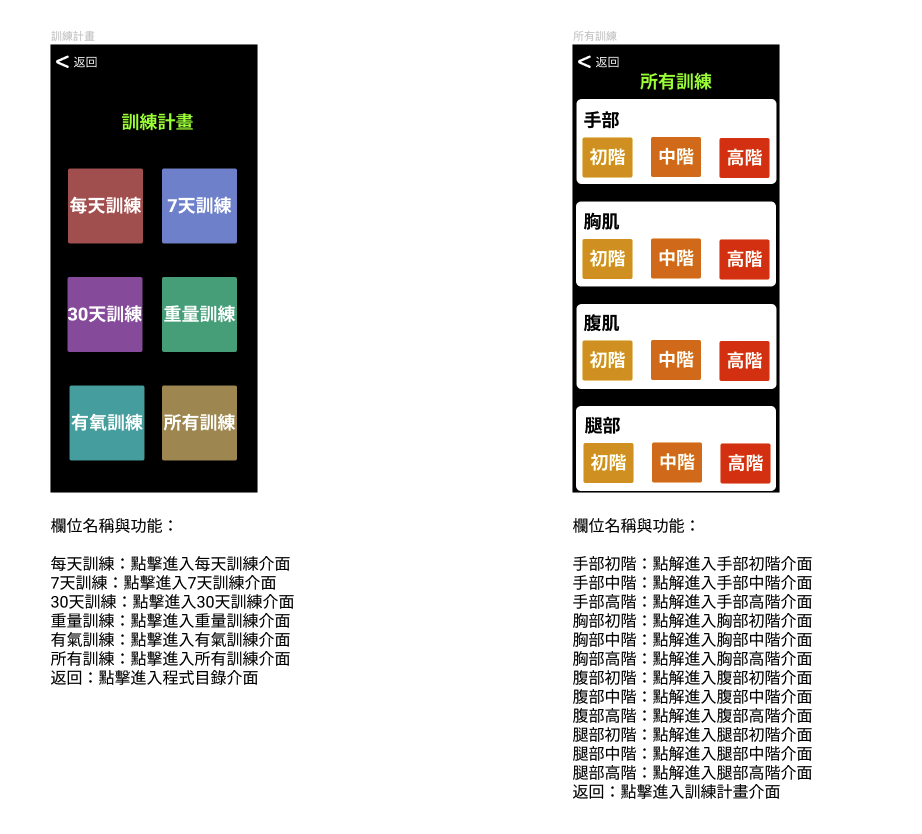 訓練計畫
< 返回
訓練計畫
每天訓練 7天訓練
30天訓練 重量訓練
有氧訓練 所有訓練
欄位名稱與功能：
每天訓練：點擊進入每天訓練介面
7天訓練：點擊進入7天訓練介面
30天訓練：點擊進入30天訓練介面
重量訓練：點擊進入重量訓練介面
有氣訓練：點擊進入有氣訓練介面
所有訓練：點擊進入所有訓練介面
返回：點擊進入程式目錄介面
所有訓練
< 返回
所有訓練
手部
初階 中階 高階
胸肌
初階 中階 高階
腹肌
初階 中階 高階
腿部
初階 中階 高階
欄位名稱與功能：
手部初階：點解進入手部初階介面
手部中階：點解進入手部中階介面
手部高階：點解進入手部高階介面
胸部初階：點解進入胸部初階介面
胸部中階：點解進入胸部中階介面
胸部高階：點解進入胸部高階介面
腹部初階：點解進入腹部初階介面
腹部中階：點解進入腹部中階介面
腹部高階：點解進入腹部高階介面
腿部初階：點解進入腿部初階介面
腿部中階：點解進入腿部中階介面
腿部高階：點解進入腿部高階介面
返回：點擊進入訓練計畫介面